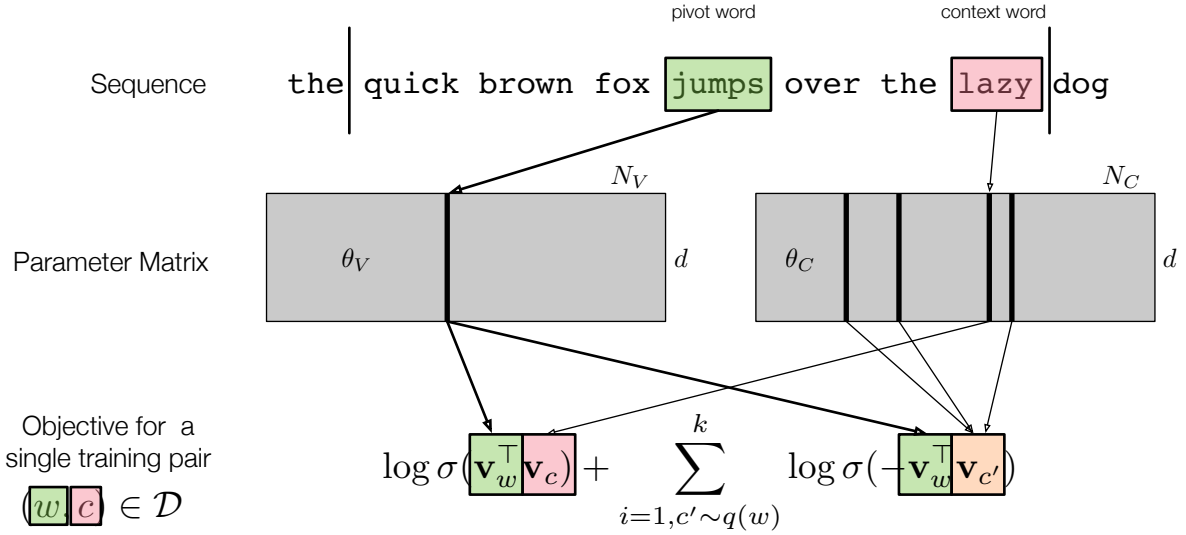 pivot word
context word
Sequence
the quick brown fox jumps over the lazy dog
N_V
N_C
Parameter Matrix
θ_V
d
θ_C
d
Objective for a
single training pair
(w, c) ∈ 𝒟
log σ(v_w^⊤ v_c) + ∑_{i=1,c′∼q(w)}^{k} log σ(−v_w^⊤ v_{c′})